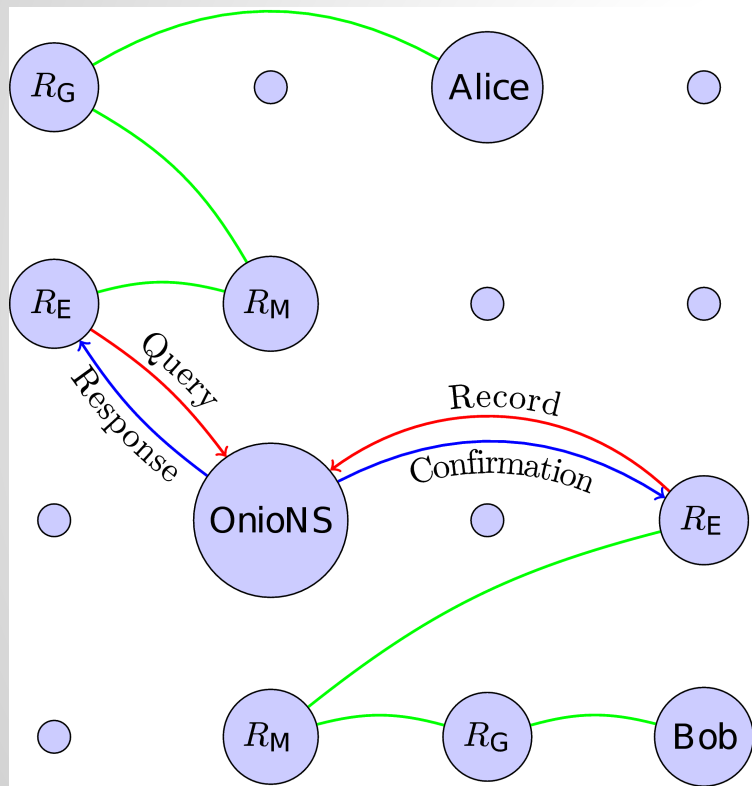 R_G
Alice
R_E
R_M
Query
Response
Record
Confirmation
OnioNS
R_E
R_M
R_G
Bob